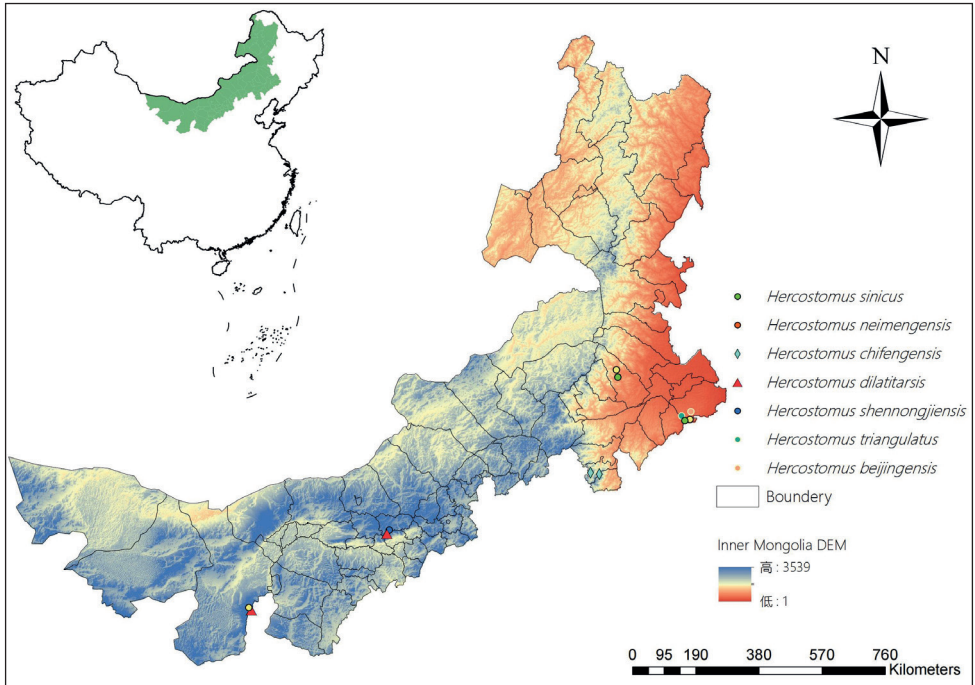 N
Hercostomus sinicus
Hercostomus neimengensis
Hercostomus chifengensis
Hercostomus dilatitarsis
Hercostomus shennongjiensis
Hercostomus triangulatus
Hercostomus beijingensis
Boundery
Inner Mongolia DEM
高 : 3539
低 : 1
0 95 190 380 570 760
Kilometers